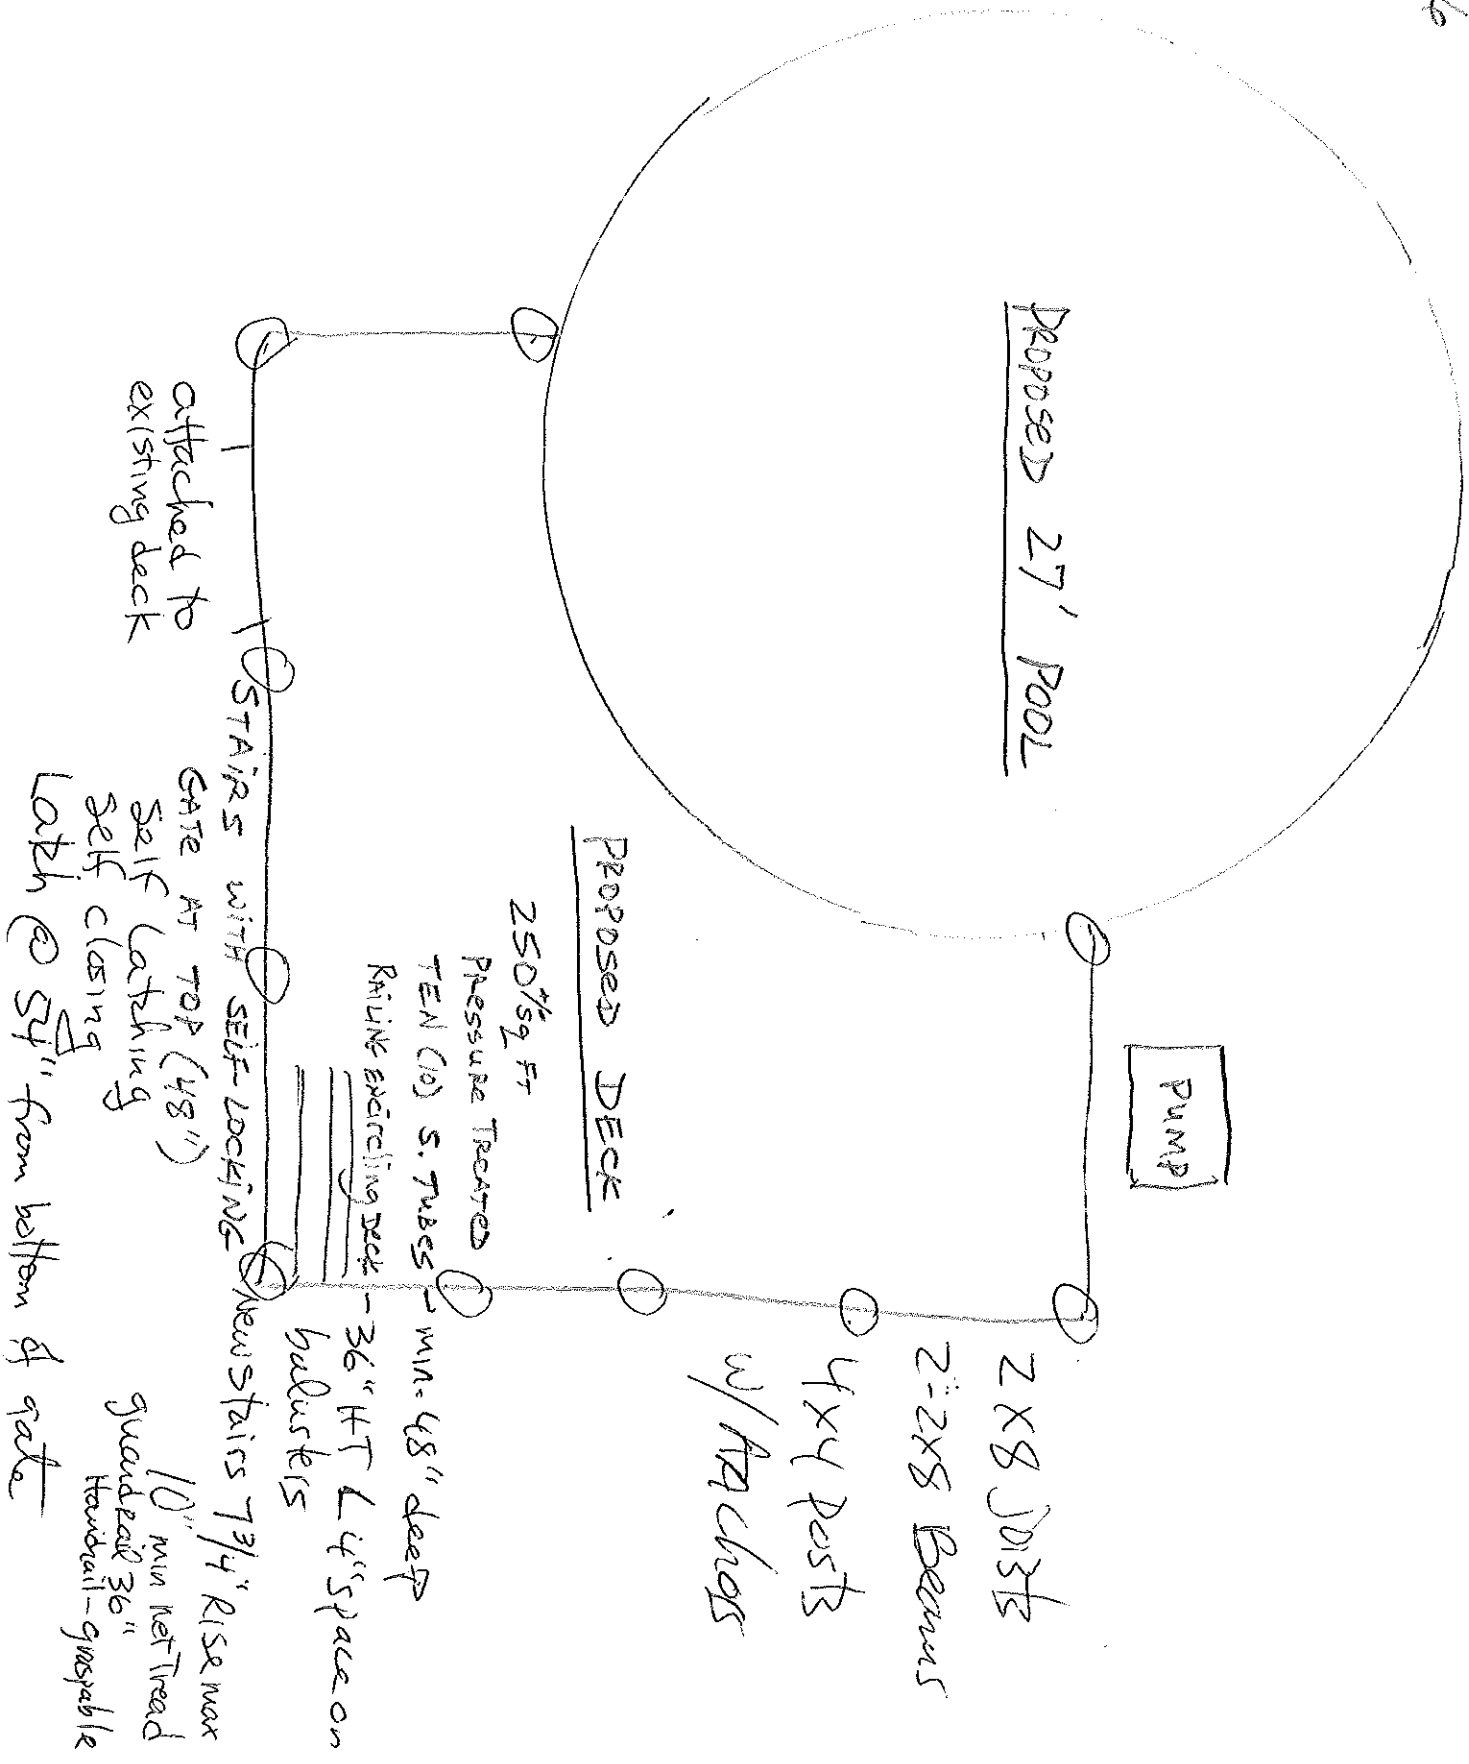 6
PROPOSED 27' POOL
PUMP
PROPOSED DECK
250 +/- SQ FT
PRESSURE TREATED
TEN (10) S. TUBES - min. 48" deep
RAILING ENCIRCLING DECK - 36" HT < 4" space on
balusters
2X8 Joists
2-2X8 Beams
4X4 Posts
w/ Anchors
attached to
existing deck
STAIRS WITH SELF-LOCKING
GATE AT TOP (48")
Self Latching
Self closing
Latch @ 54" from bottom of gate
New stairs 7 3/4" Rise max
10" min net Tread
guardrail 36"
Handrail - graspable